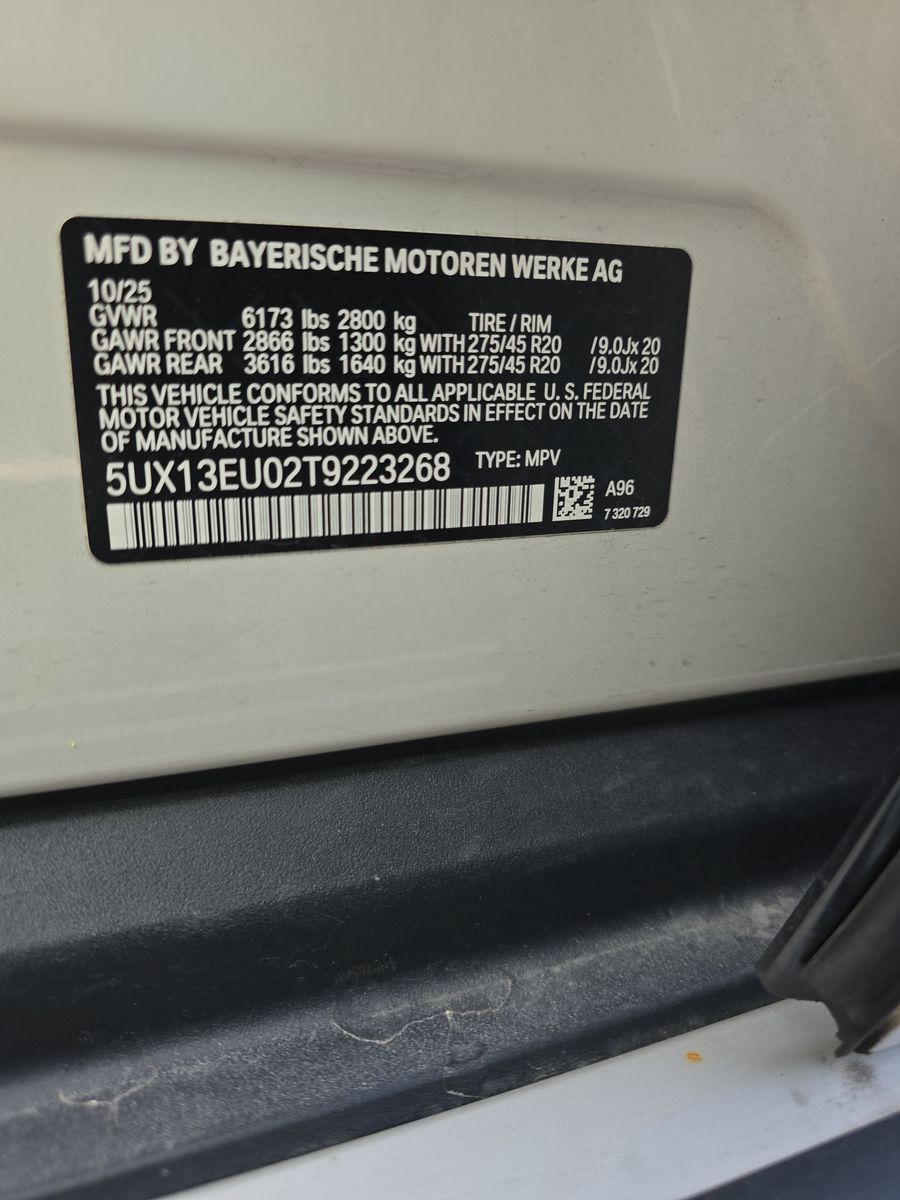 MFD BY BAYERISCHE MOTOREN WERKE AG
10/25
GVWR 6173 lbs 2800 kg TIRE / RIM
GAWR FRONT 2866 lbs 1300 kg WITH 275/45 R20 /9.0Jx 20
GAWR REAR 3616 lbs 1640 kg WITH 275/45 R20 /9.0Jx 20
THIS VEHICLE CONFORMS TO ALL APPLICABLE U. S. FEDERAL
MOTOR VEHICLE SAFETY STANDARDS IN EFFECT ON THE DATE
OF MANUFACTURE SHOWN ABOVE.
5UX13EU02T9223268 TYPE: MPV
A96
7 320 729